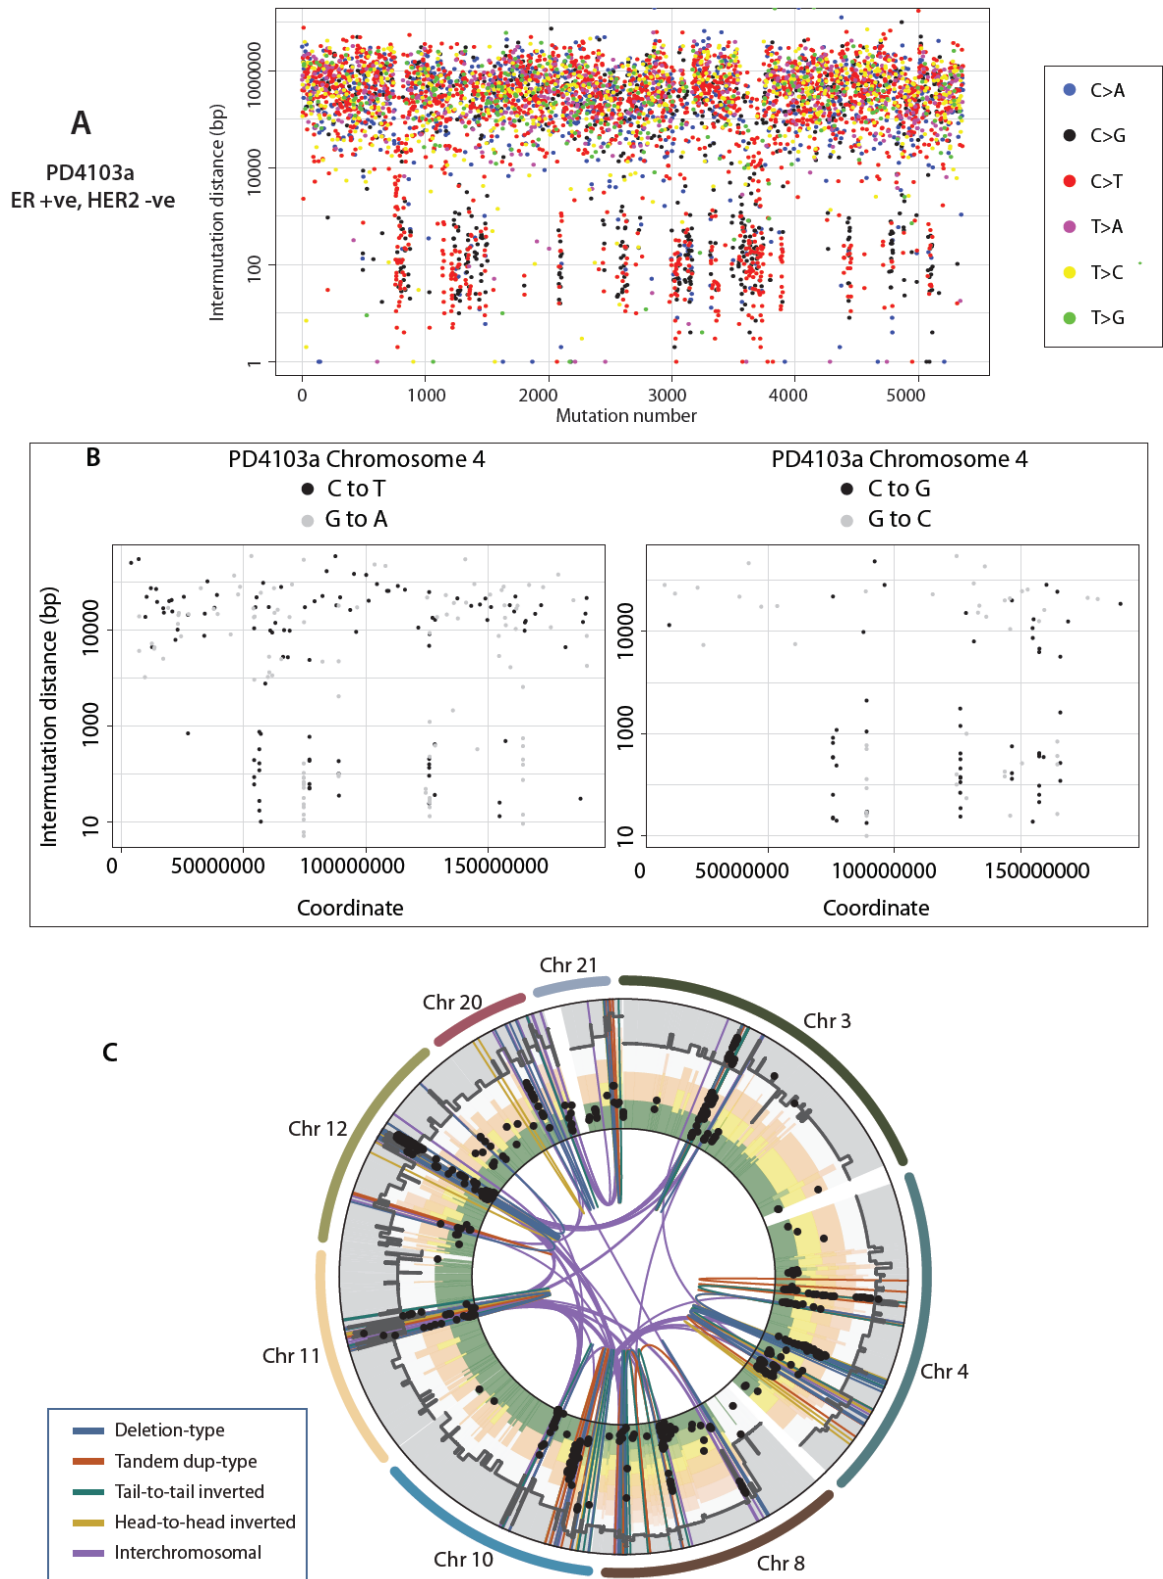 A
PD4103a
ER +ve, HER2 -ve
Intermutation distance (bp)
1000000
10000
100
1
0
1000
2000
3000
4000
5000
Mutation number
C>A
C>G
C>T
T>A
T>C
T>G
B
PD4103a Chromosome 4
C to T
G to A
Intermutation distance (bp)
10000
1000
10
0
50000000
100000000
150000000
Coordinate
PD4103a Chromosome 4
C to G
G to C
10000
1000
10
0
50000000
100000000
150000000
Coordinate
C
Chr 21
Chr 20
Chr 3
Chr 12
Chr 11
Chr 4
Chr 10
Chr 8
Deletion-type
Tandem dup-type
Tail-to-tail inverted
Head-to-head inverted
Interchromosomal